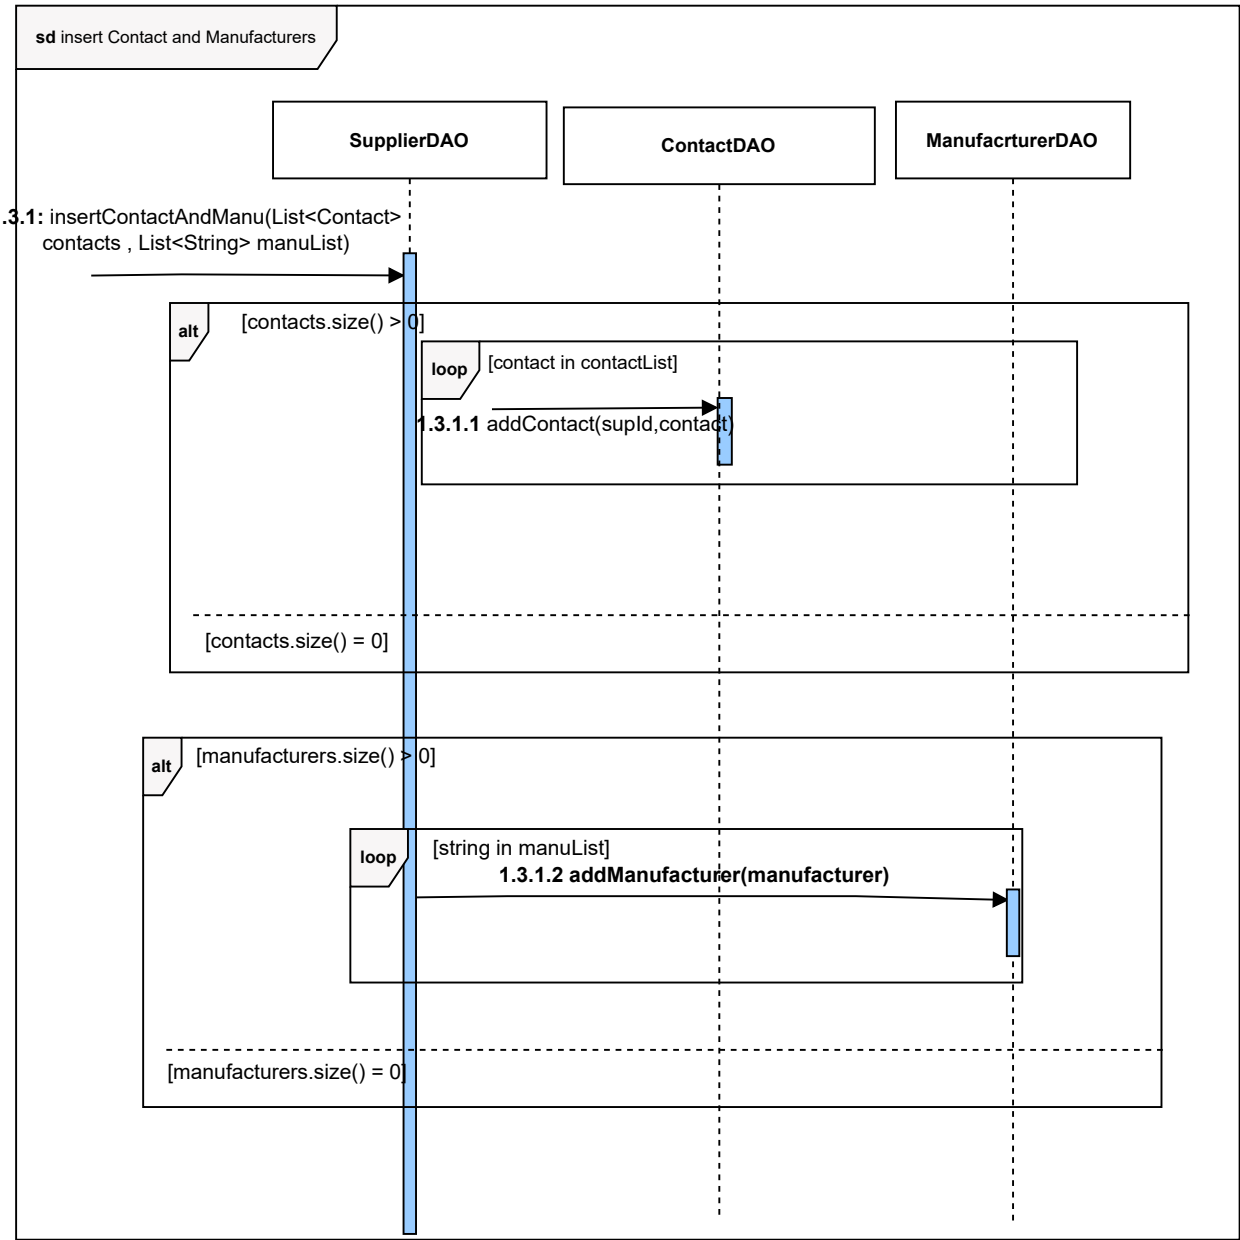 sd insert Contact and Manufacturers
SupplierDAO
ContactDAO
ManufacrturerDAO
.3.1: insertContactAndManu(List<Contact>
contacts , List<String> manuList)
alt
[contacts.size() > 0]
loop
[contact in contactList]
1.3.1.1 addContact(supId,contact)
[contacts.size() = 0]
alt
[manufacturers.size() > 0]
loop
[string in manuList]
1.3.1.2 addManufacturer(manufacturer)
[manufacturers.size() = 0]